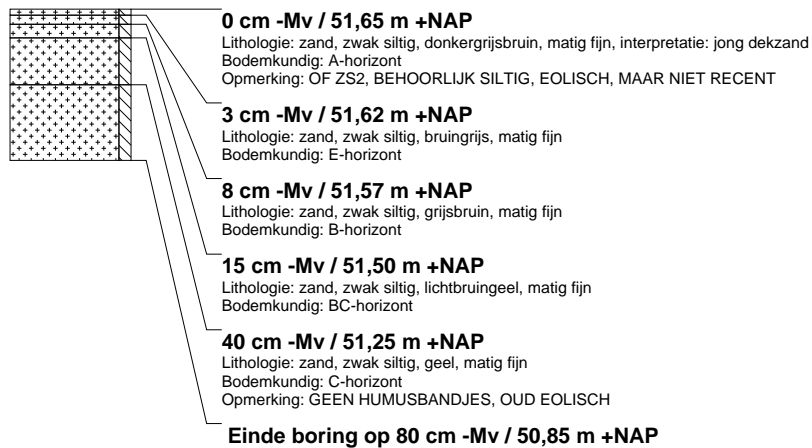 0 cm -Mv / 51,65 m +NAP
Lithologie: zand, zwak siltig, donkergrijsbruin, matig fijn, interpretatie: jong dekzand
Bodemkundig: A-horizont
Opmerking: OF ZS2, BEHOORLIJK SILTIG, EOLISCH, MAAR NIET RECENT
3 cm -Mv / 51,62 m +NAP
Lithologie: zand, zwak siltig, bruingrijs, matig fijn
Bodemkundig: E-horizont
8 cm -Mv / 51,57 m +NAP
Lithologie: zand, zwak siltig, grijsbruin, matig fijn
Bodemkundig: B-horizont
15 cm -Mv / 51,50 m +NAP
Lithologie: zand, zwak siltig, lichtbruingeel, matig fijn
Bodemkundig: BC-horizont
40 cm -Mv / 51,25 m +NAP
Lithologie: zand, zwak siltig, geel, matig fijn
Bodemkundig: C-horizont
Opmerking: GEEN HUMUSBANDJES, OUD EOLISCH
Einde boring op 80 cm -Mv / 50,85 m +NAP